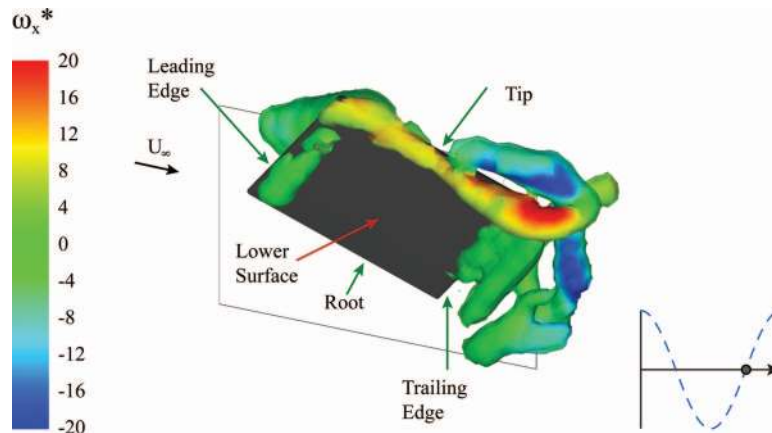 ωx*
20
16
12
8
4
0
-4
-8
-12
-16
-20
Leading
Edge
U∞
Tip
Lower
Surface
Root
Trailing
Edge